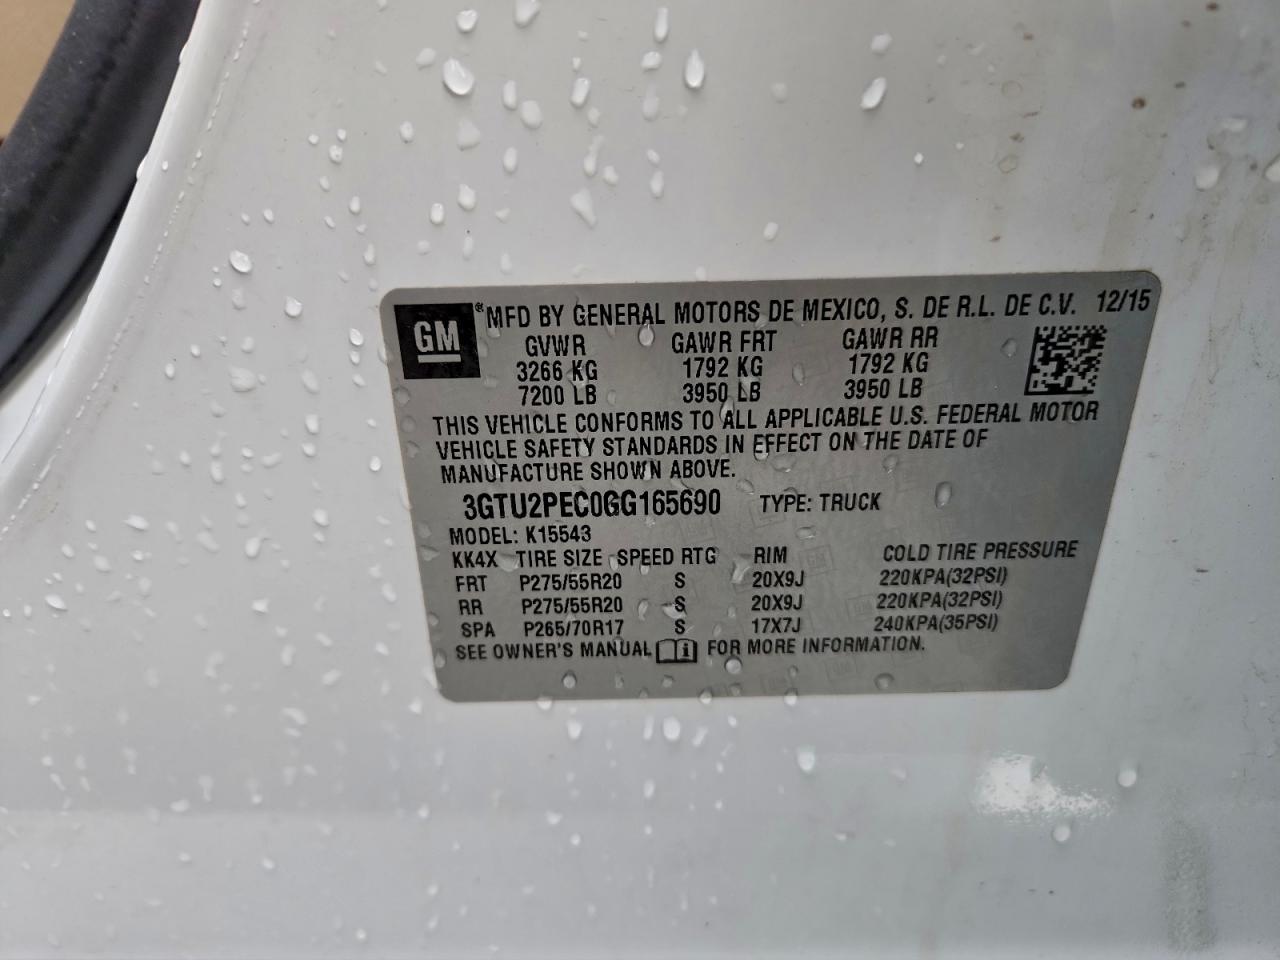 GM ® MFD BY GENERAL MOTORS DE MEXICO, S. DE R.L. DE C.V. 12/15
GVWR GAWR FRT GAWR RR
3266 KG 1792 KG 1792 KG
7200 LB 3950 LB 3950 LB
THIS VEHICLE CONFORMS TO ALL APPLICABLE U.S. FEDERAL MOTOR
VEHICLE SAFETY STANDARDS IN EFFECT ON THE DATE OF
MANUFACTURE SHOWN ABOVE.
3GTU2PEC0GG165690 TYPE: TRUCK
MODEL: K15543
KK4X TIRE SIZE SPEED RTG RIM COLD TIRE PRESSURE
FRT P275/55R20 S 20X9J 220KPA(32PSI)
RR P275/55R20 S 20X9J 220KPA(32PSI)
SPA P265/70R17 S 17X7J 240KPA(35PSI)
SEE OWNER'S MANUAL i FOR MORE INFORMATION.